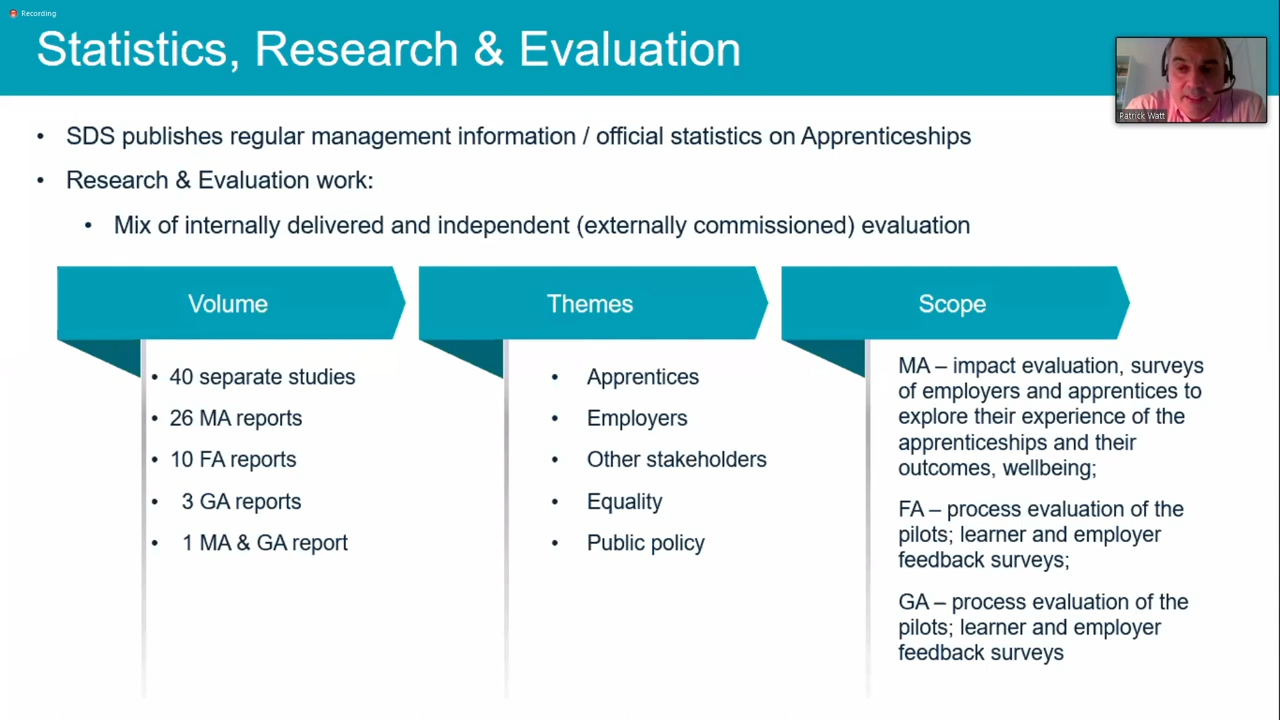 Recording
Statistics, Research & Evaluation
Patrick Watt
• SDS publishes regular management information / official statistics on Apprenticeships
• Research & Evaluation work:
• Mix of internally delivered and independent (externally commissioned) evaluation
Volume
• 40 separate studies
• 26 MA reports
• 10 FA reports
• 3 GA reports
• 1 MA & GA report
Themes
• Apprentices
• Employers
• Other stakeholders
• Equality
• Public policy
Scope
MA – impact evaluation, surveys
of employers and apprentices to
explore their experience of the
apprenticeships and their
outcomes, wellbeing;
FA – process evaluation of the
pilots; learner and employer
feedback surveys;
GA – process evaluation of the
pilots; learner and employer
feedback surveys